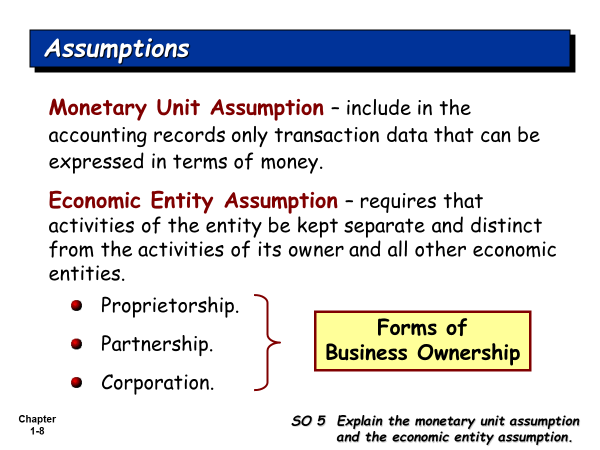 Assumptions
Monetary Unit Assumption – include in the
accounting records only transaction data that can be
expressed in terms of money.
Economic Entity Assumption – requires that
activities of the entity be kept separate and distinct
from the activities of its owner and all other economic
entities.
Proprietorship.
Partnership.
Corporation.
Forms of
Business Ownership
Chapter
1-8
SO 5 Explain the monetary unit assumption
and the economic entity assumption.